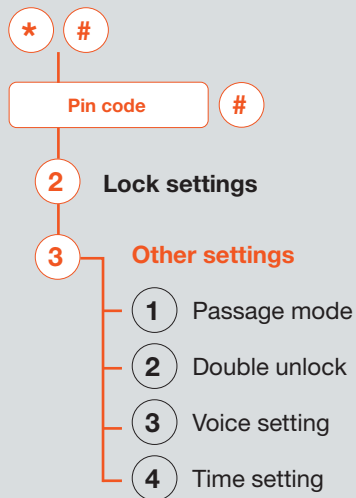 * #
Pin code #
2 Lock settings
3 Other settings
1 Passage mode
2 Double unlock
3 Voice setting
4 Time setting